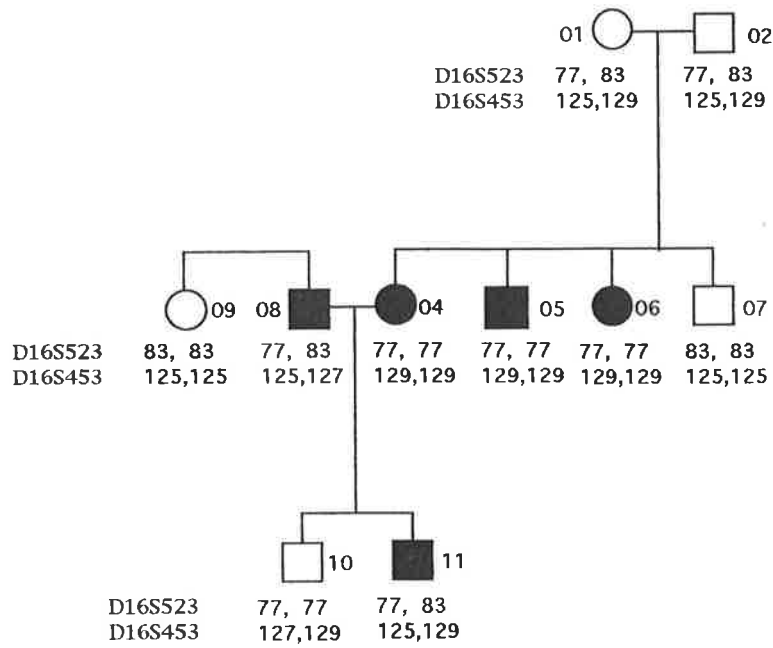 01 02
D16S523 77, 83 77, 83
D16S453 125,129 125,129
09 08 04 05 06 07
D16S523 83, 83 77, 83 77, 77 77, 77 77, 77 83, 83
D16S453 125,125 125,127 129,129 129,129 129,129 125,125
10 11
D16S523 77, 77 77, 83
D16S453 127,129 125,129